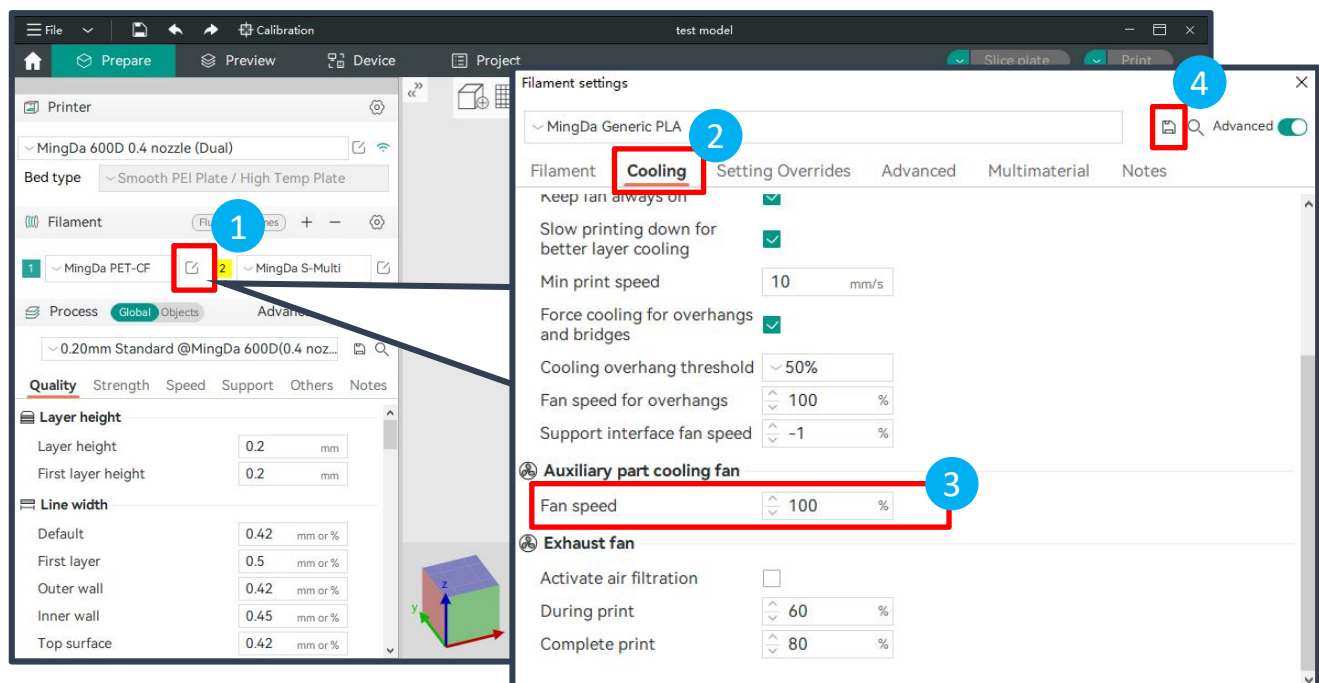 File
Calibration
test model
Prepare
Preview
Device
Project
Slice plate
Print
Printer
MingDa 600D 0.4 nozzle (Dual)
Bed type
Smooth PEI Plate / High Temp Plate
Filament
1
1
MingDa PET-CF
2
MingDa S-Multi
Process
Global
Objects
0.20mm Standard @MingDa 600D(0.4 noz...
Quality Strength Speed Support Others Notes
Layer height
Layer height 0.2 mm
First layer height 0.2 mm
Line width
Default 0.42 mm or %
First layer 0.5 mm or %
Outer wall 0.42 mm or %
Inner wall 0.45 mm or %
Top surface 0.42 mm or %
z
y
Filament settings
4
MingDa Generic PLA
Advanced
2
Filament Cooling Setting Overrides Advanced Multimaterial Notes
Keep fan always on
Slow printing down for
better layer cooling
Min print speed 10 mm/s
Force cooling for overhangs
and bridges
Cooling overhang threshold 50%
Fan speed for overhangs 100 %
Support interface fan speed -1 %
Auxiliary part cooling fan
3
Fan speed 100 %
Exhaust fan
Activate air filtration
During print 60 %
Complete print 80 %